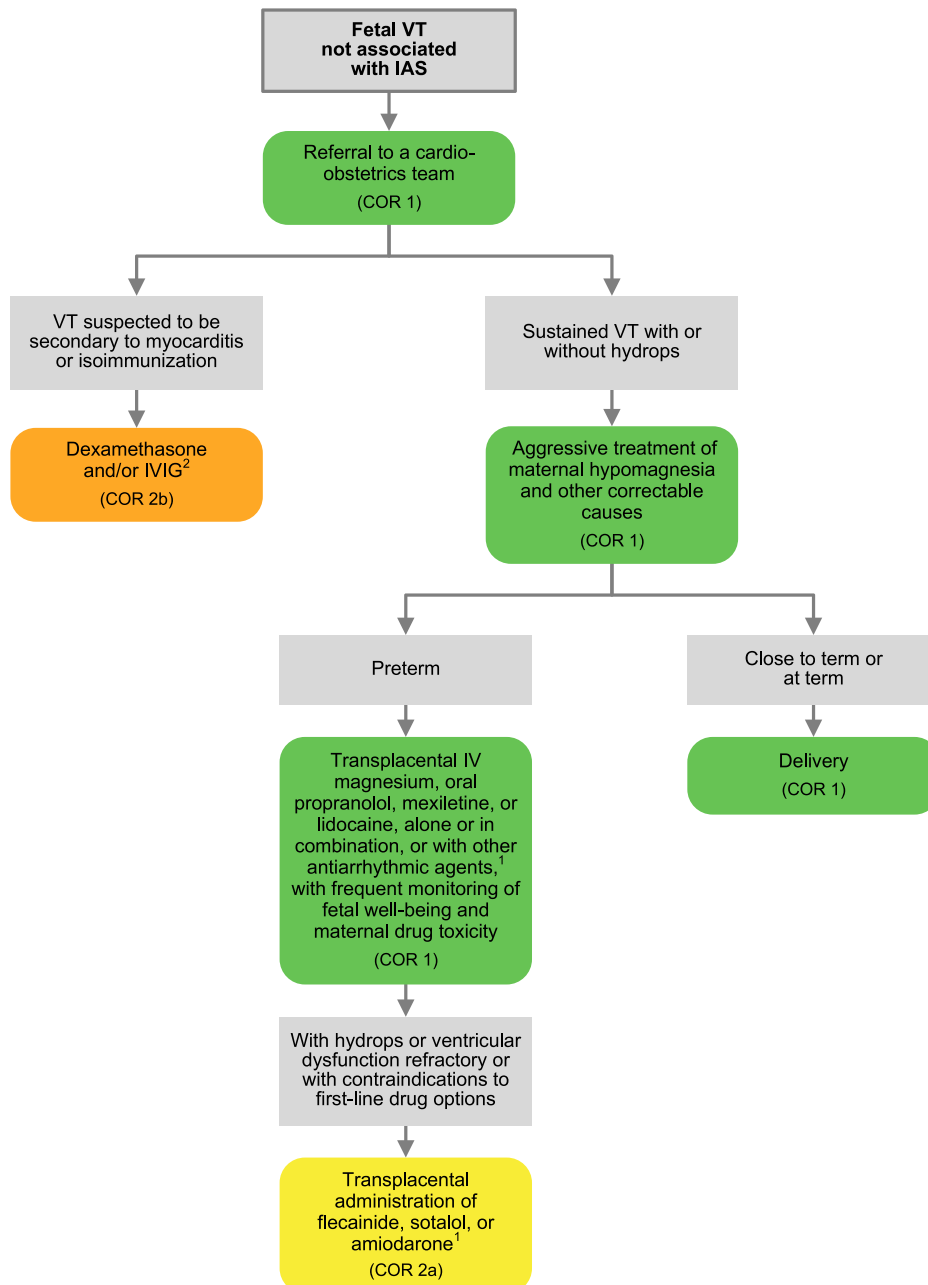 Fetal VT
not associated
with IAS
Referral to a cardio-
obstetrics team
(COR 1)
VT suspected to be
secondary to myocarditis
or isoimmunization
Sustained VT with or
without hydrops
Dexamethasone
and/or IVIG²
(COR 2b)
Aggressive treatment of
maternal hypomagnesia
and other correctable
causes
(COR 1)
Preterm
Close to term or
at term
Transplacental IV
magnesium, oral
propranolol, mexiletine, or
lidocaine, alone or in
combination, or with other
antiarrhythmic agents,¹
with frequent monitoring of
fetal well-being and
maternal drug toxicity
(COR 1)
Delivery
(COR 1)
With hydrops or ventricular
dysfunction refractory or
with contraindications to
first-line drug options
Transplacental
administration of
flecainide, sotalol, or
amiodarone¹
(COR 2a)